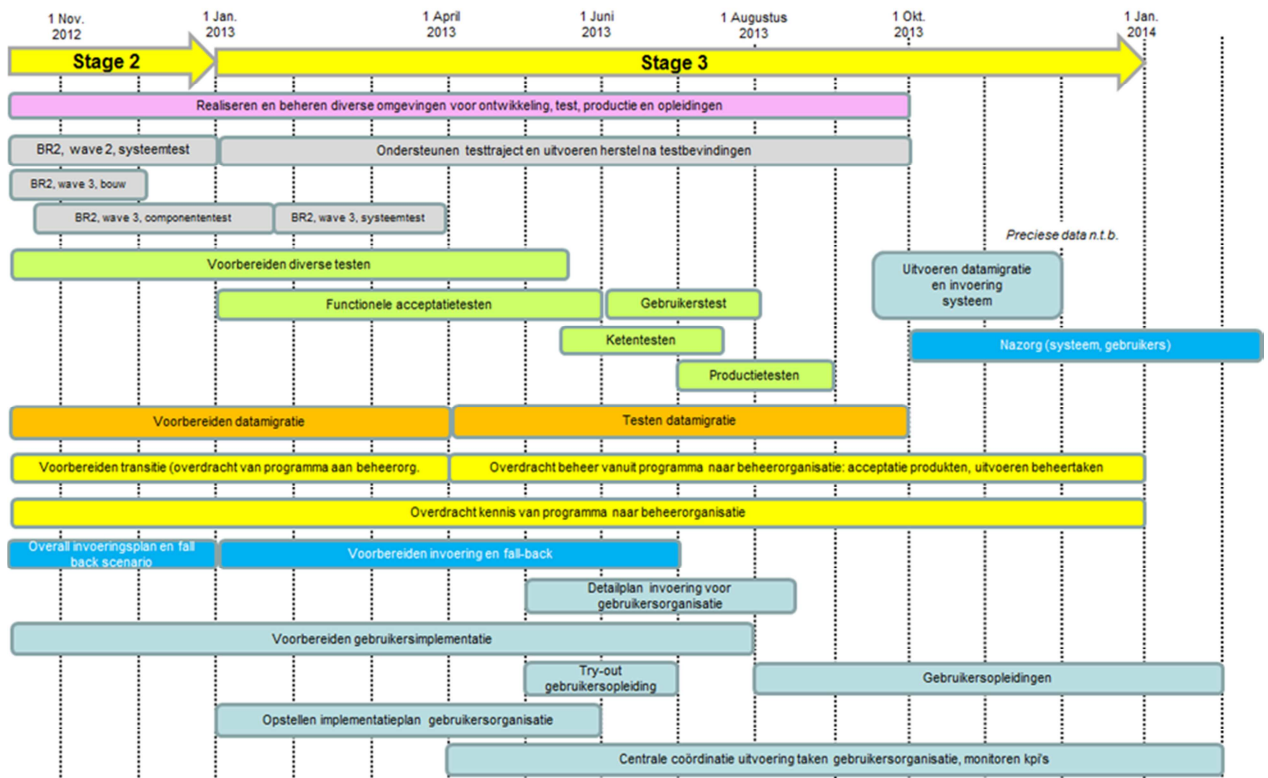 1 Nov.
2012
1 Jan.
2013
1 April
2013
1 Juni
2013
1 Augustus
2013
1 Okt.
2013
1 Jan.
2014
Stage 2
Stage 3
Realiseren en beheren diverse omgevingen voor ontwikkeling, test, productie en opleidingen
BR2, wave 2, systeemtest
Ondersteunen testtraject en uitvoeren herstel na testbevindingen
BR2, wave 3, bouw
BR2, wave 3, componententest
BR2, wave 3, systeemtest
Preciese data n.t.b.
Voorbereiden diverse testen
Uitvoeren datamigratie
en invoering
systeem
Functionele acceptatietesten
Gebruikerstest
Ketentesten
Nazorg (systeem, gebruikers)
Productietesten
Voorbereiden datamigratie
Testen datamigratie
Voorbereiden transitie (overdracht van programma aan beheerorg.
Overdracht beheer vanuit programma naar beheerorganisatie: acceptatie produkten, uitvoeren beheertaken
Overdracht kennis van programma naar beheerorganisatie
Overall invoeringsplan en fall
back scenario
Voorbereiden invoering en fall-back
Detailplan invoering voor
gebruikersorganisatie
Voorbereiden gebruikersimplementatie
Try-out
gebruikersopleiding
Gebruikersopleidingen
Opstellen implementatieplan gebruikersorganisatie
Centrale coördinatie uitvoering taken gebruikersorganisatie, monitoren kpi's